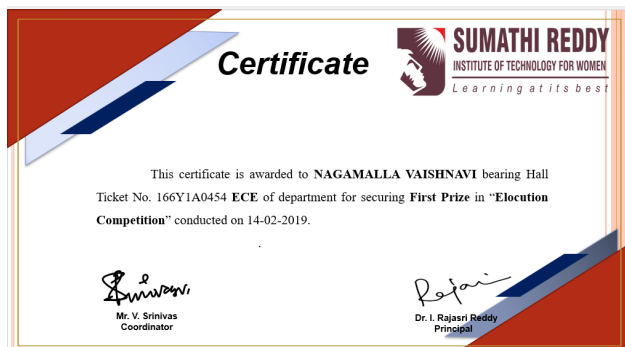 Certificate
SUMATHI REDDY
INSTITUTE OF TECHNOLOGY FOR WOMEN
Learning at its best
This certificate is awarded to NAGAMALLA VAISHNAVI bearing Hall
Ticket No. 166Y1A0454 ECE of department for securing First Prize in “Elocution
Competition” conducted on 14-02-2019.
.
Srinivas
Rajasri
Mr. V. Srinivas
Coordinator
Dr. I. Rajasri Reddy
Principal